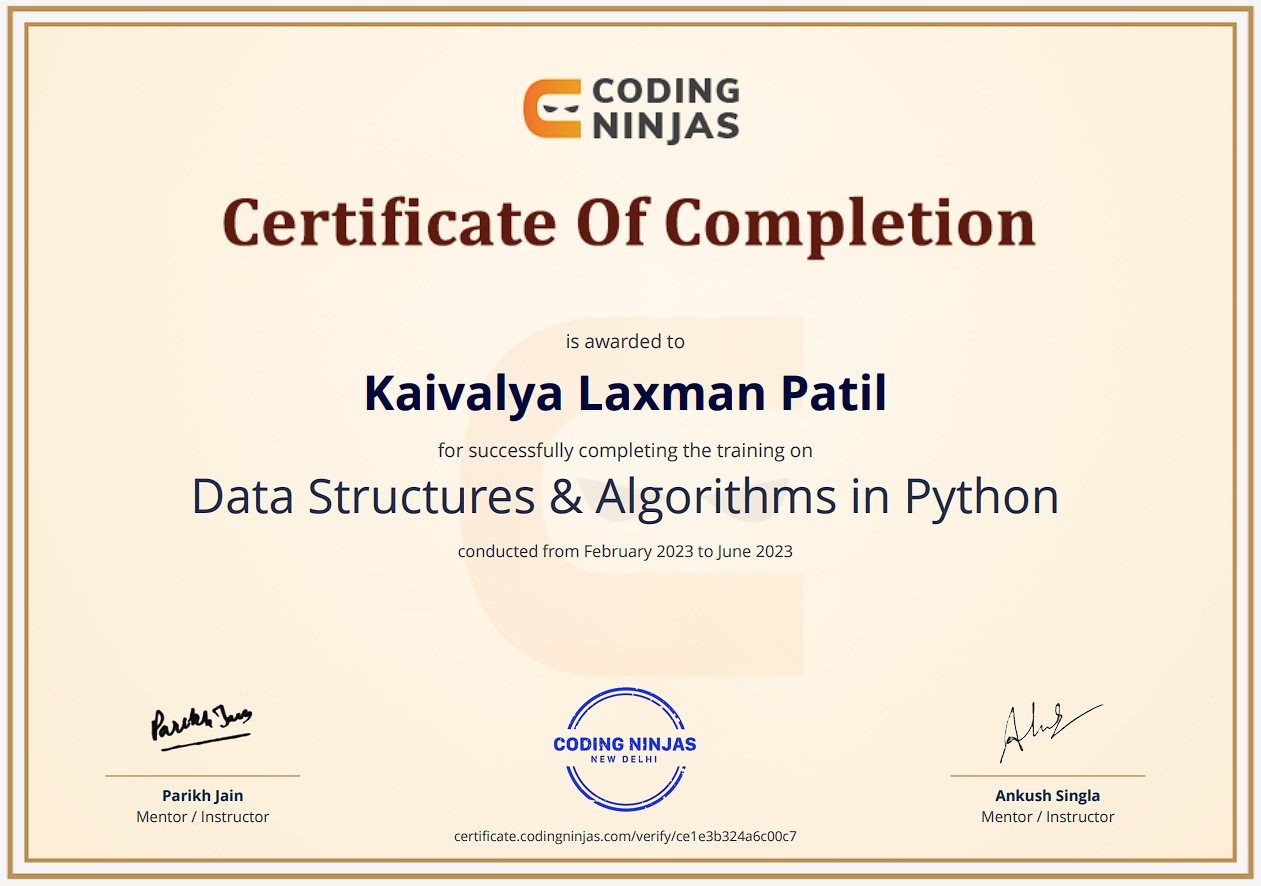 CODING
NINJAS
Certificate Of Completion
is awarded to
Kaivalya Laxman Patil
for successfully completing the training on
Data Structures & Algorithms in Python
conducted from February 2023 to June 2023
Parikh Jain
Parikh Jain
Mentor / Instructor
CODING NINJAS
NEW DELHI
certificate.codingninjas.com/verify/ce1e3b324a6c00c7
Ankush Singla
Mentor / Instructor